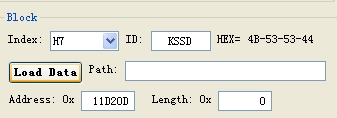 Block
Index: H7 ID: KSSD HEX= 4B-53-53-44
Load Data Path:
Address: 0x 11D20D Length: 0x 0